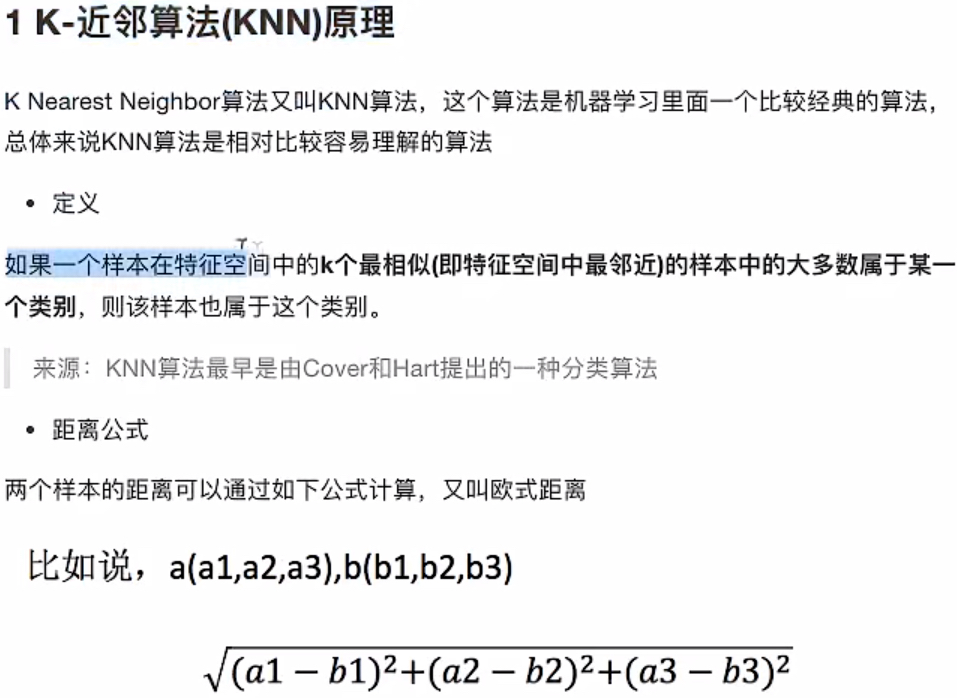 1 K-近邻算法(KNN)原理
K Nearest Neighbor算法又叫KNN算法，这个算法是机器学习里面一个比较经典的算法，
总体来说KNN算法是相对比较容易理解的算法
• 定义
如果一个样本在特征空间中的k个最相似(即特征空间中最邻近)的样本中的大多数属于某一
个类别，则该样本也属于这个类别。
来源：KNN算法最早是由Cover和Hart提出的一种分类算法
• 距离公式
两个样本的距离可以通过如下公式计算，又叫欧式距离
比如说，a(a1,a2,a3),b(b1,b2,b3)
√(a1 − b1)²+(a2 − b2)²+(a3 − b3)²